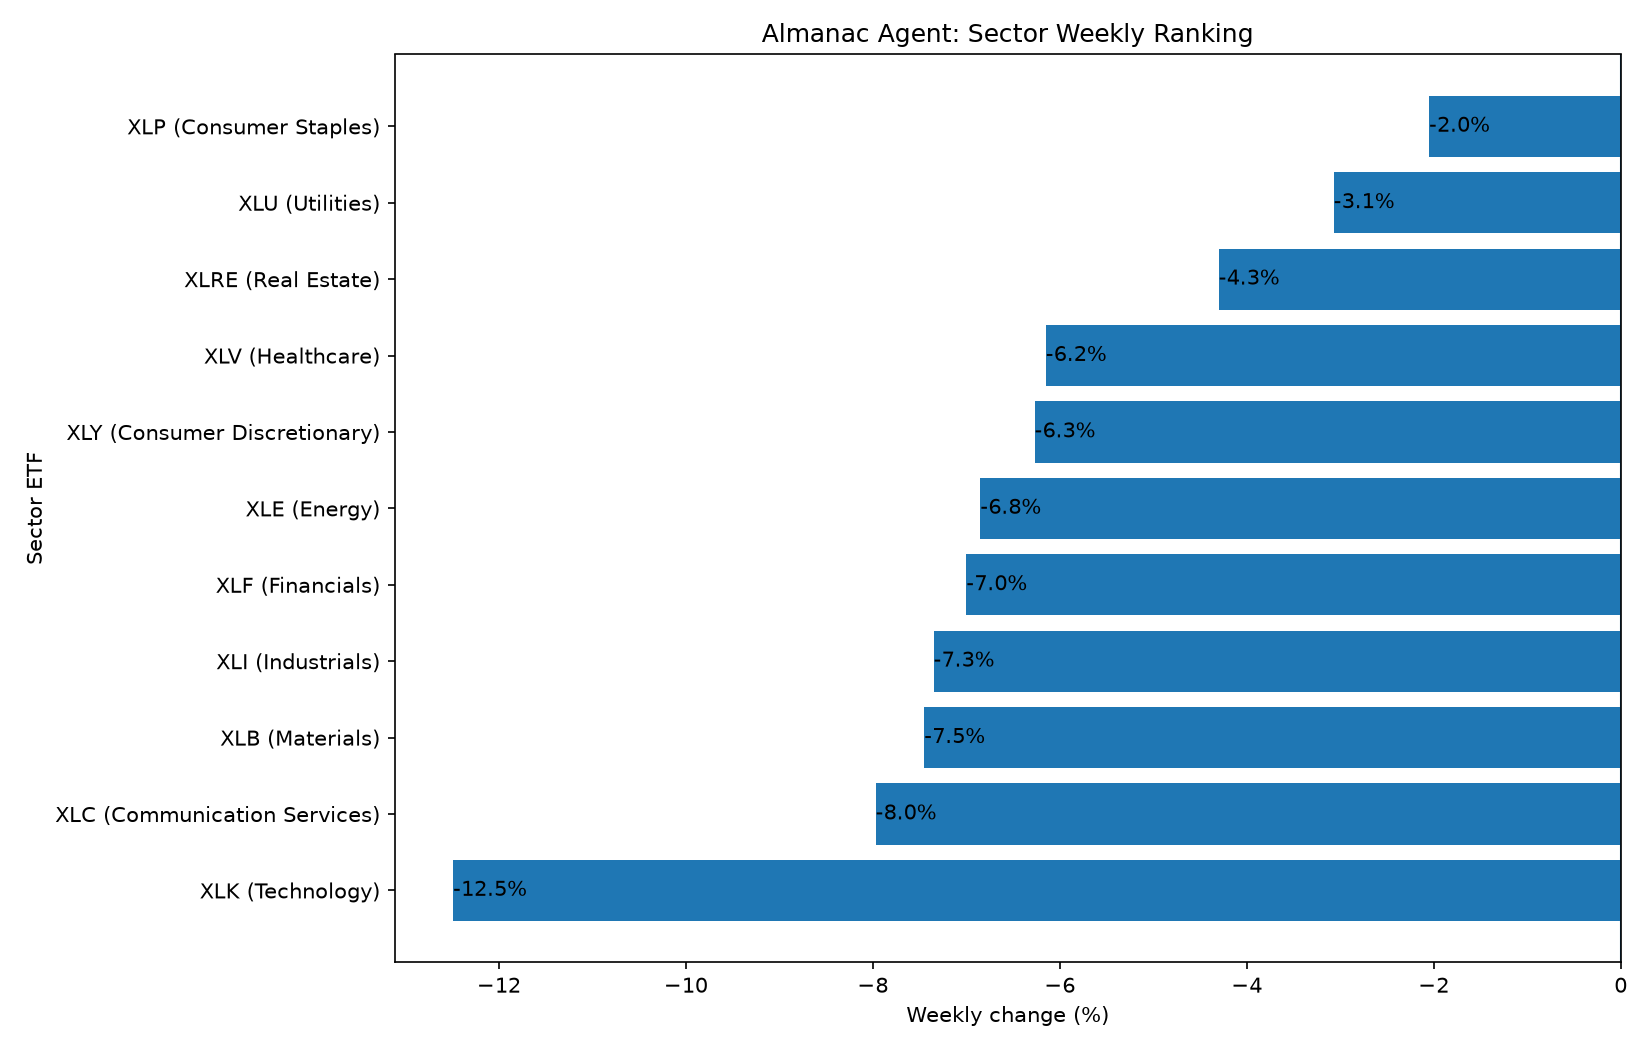 Almanac Agent: Sector Weekly Ranking
XLP (Consumer Staples)
-2.0%
XLU (Utilities)
-3.1%
XLRE (Real Estate)
-4.3%
XLV (Healthcare)
-6.2%
XLY (Consumer Discretionary)
-6.3%
XLE (Energy)
-6.8%
XLF (Financials)
-7.0%
XLI (Industrials)
-7.3%
XLB (Materials)
-7.5%
XLC (Communication Services)
-8.0%
XLK (Technology)
-12.5%
Sector ETF
−12 −10 −8 −6 −4 −2 0
Weekly change (%)